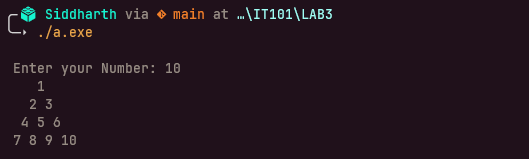 Siddharth via main at …\IT101\LAB3
./a.exe
Enter your Number: 10
1
2 3
4 5 6
7 8 9 10